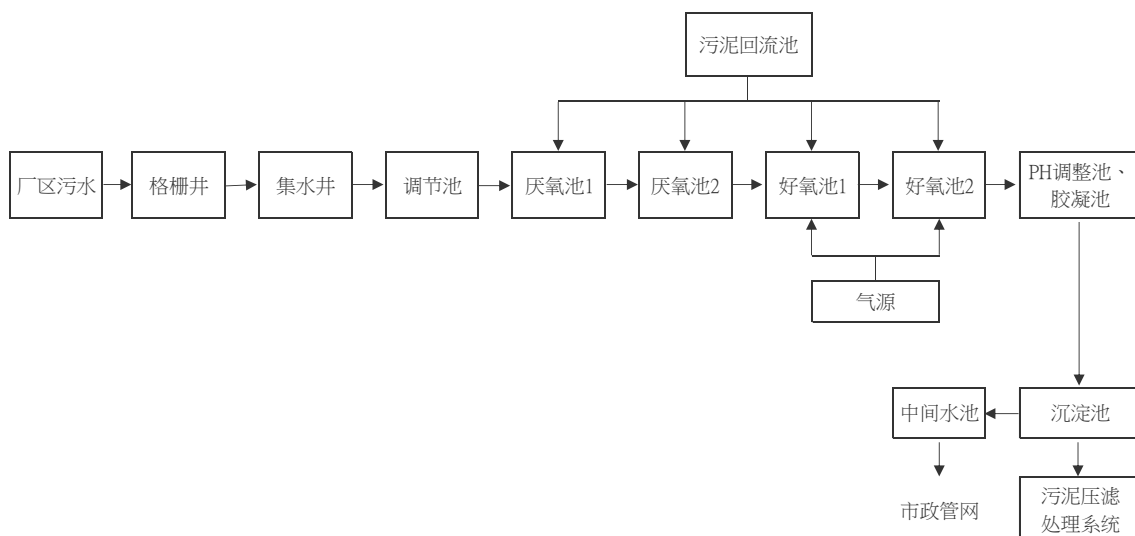 污泥回流池
厂区污水
格栅井
集水井
调节池
厌氧池1
厌氧池2
好氧池1
好氧池2
PH调整池、
胶凝池
气源
中间水池
沉淀池
市政管网
污泥压滤
处理系统